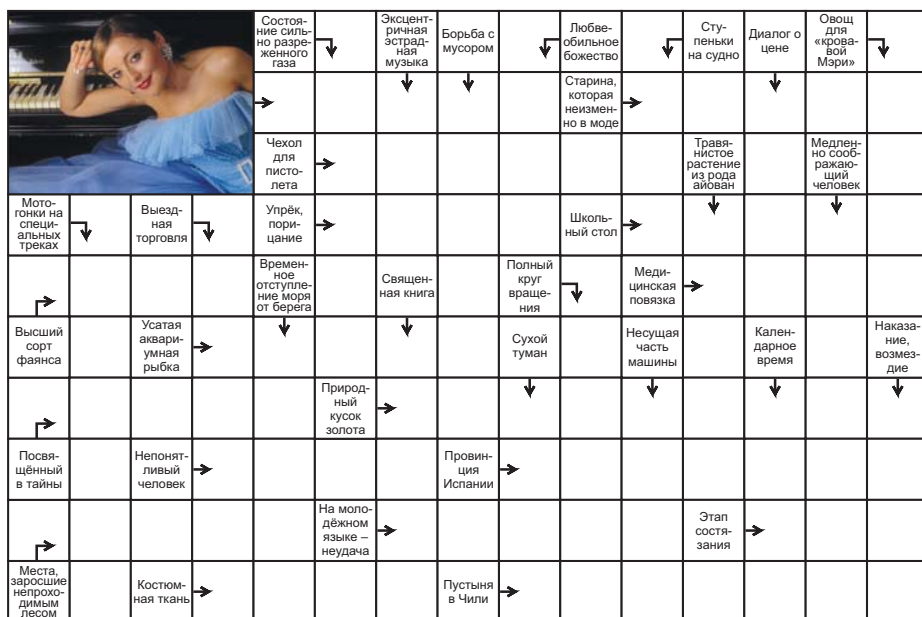 Состоя-
ние силь-
но разре-
женного
газа
Эксцент-
ричная
эстрад-
ная
музыка
Борьба с
мусором
Любве-
обильное
божество
Сту-
пеньки
на судно
Диалог о
цене
Овощ
для
«крова-
вой
Мэри»
Старина,
которая
неизмен-
но в моде
Чехол
для
писто-
лета
Травя-
нистое
растение
из рода
айован
Медлен-
но сооб-
ражаю-
щий
человек
Мото-
гонки на
специ-
альных
треках
Выезд-
ная
торговля
Упрёк,
пори-
цание
Школь-
ный стол
Времен-
ное
отступле-
ние моря
от берега
Священ-
ная книга
Полный
круг
враще-
ния
Меди-
цинская
повязка
Высший
сорт
фаянса
Усатая
аквари-
умная
рыбка
Сухой
туман
Несущая
часть
машины
Кален-
дарное
время
Наказа-
ние,
возмез-
дие
Природ-
ный
кусок
золота
Посвя-
щённый
в тайны
Непонят-
ливый
человек
Провин-
ция
Испании
На моло-
дёжном
языке –
неудача
Этап
состя-
зания
Места,
заросшие
непрохо-
димым
лесом
Костюм-
ная ткань
Пустыня
в Чили